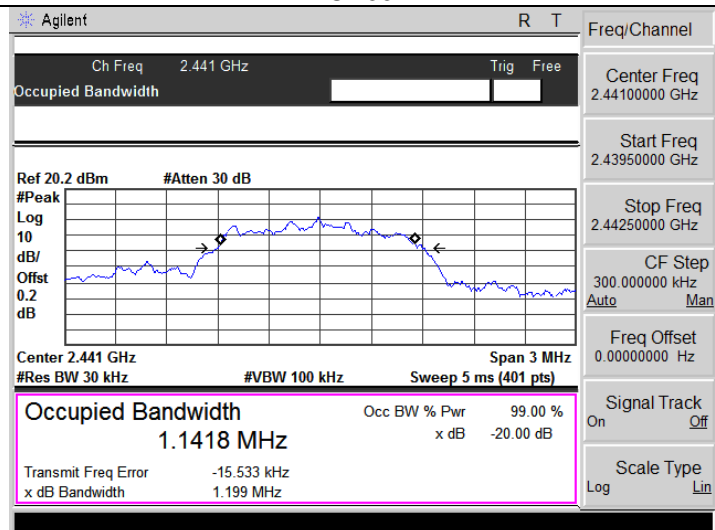 Agilent R T
Ch Freq 2.441 GHz Trig Free
Occupied Bandwidth
Ref 20.2 dBm #Atten 30 dB
#Peak
Log
10
dB/
Offst
0.2
dB
Center 2.441 GHz Span 3 MHz
#Res BW 30 kHz #VBW 100 kHz Sweep 5 ms (401 pts)
Occupied Bandwidth Occ BW % Pwr 99.00 %
1.1418 MHz x dB -20.00 dB
Transmit Freq Error -15.533 kHz
x dB Bandwidth 1.199 MHz
Freq/Channel
Center Freq
2.44100000 GHz
Start Freq
2.43950000 GHz
Stop Freq
2.44250000 GHz
CF Step
300.000000 kHz
Auto Man
Freq Offset
0.00000000 Hz
Signal Track
On Off
Scale Type
Log Lin